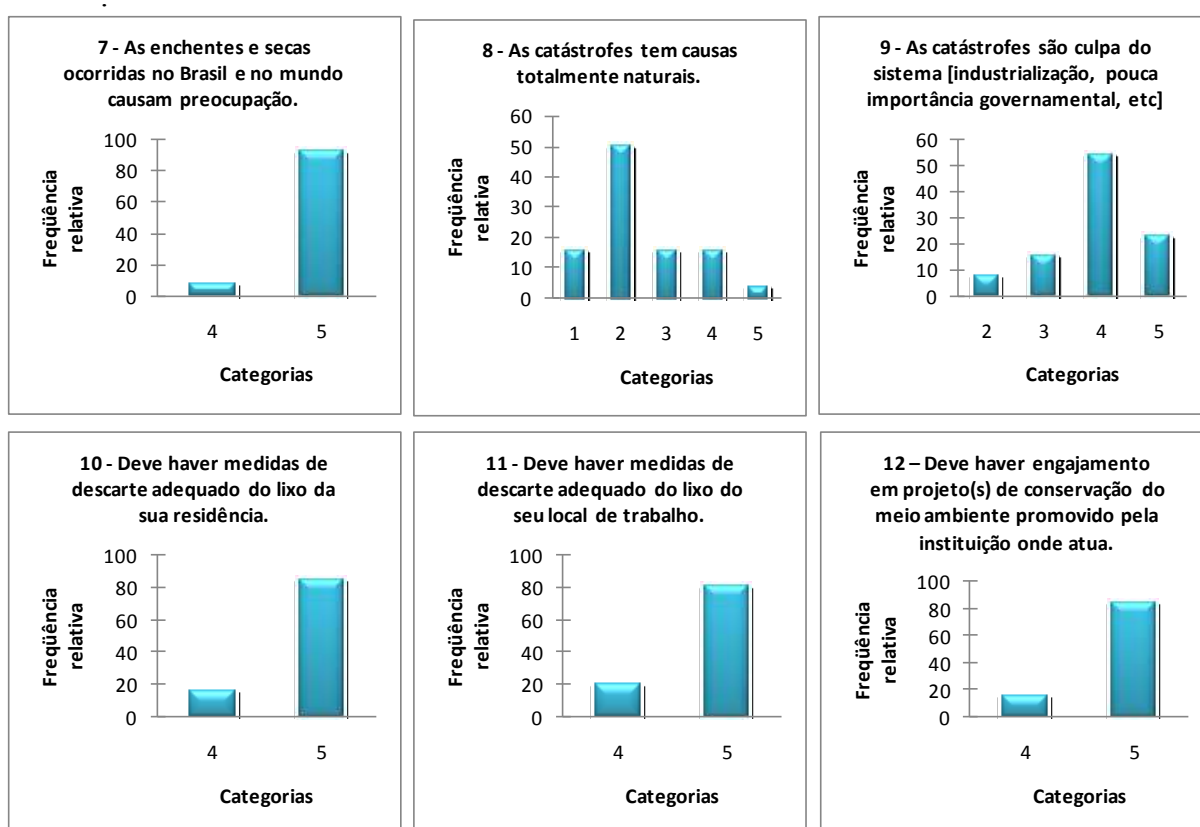 7 - As enchentes e secas
ocorridas no Brasil e no mundo
causam preocupação.
100
80
60
40
20
0
Freqüência
relativa
4 5
Categorias
8 - As catástrofes tem causas
totalmente naturais.
60
50
40
30
20
10
0
Freqüência
relativa
1 2 3 4 5
Categorias
9 - As catástrofes são culpa do
sistema [industrialização, pouca
importância governamental, etc]
60
50
40
30
20
10
0
Freqüência
relativa
2 3 4 5
Categorias
10 - Deve haver medidas de
descarte adequado do lixo da
sua residência.
100
80
60
40
20
0
Freqüência
relativa
4 5
Categorias
11 - Deve haver medidas de
descarte adequado do lixo do
seu local de trabalho.
100
80
60
40
20
0
Freqüência
relativa
4 5
Categorias
12 – Deve haver engajamento
em projeto(s) de conservação do
meio ambiente promovido pela
instituição onde atua.
100
80
60
40
20
0
Freqüência
relativa
4 5
Categorias